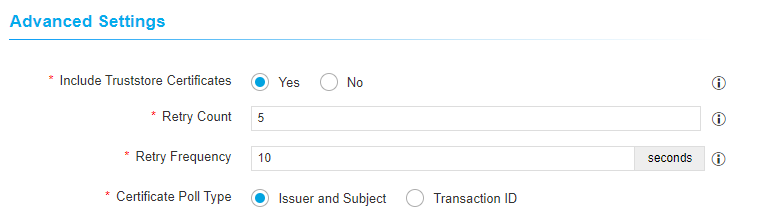 Advanced Settings
* Include Truststore Certificates Yes No
* Retry Count 5
* Retry Frequency 10 seconds
* Certificate Poll Type Issuer and Subject Transaction ID